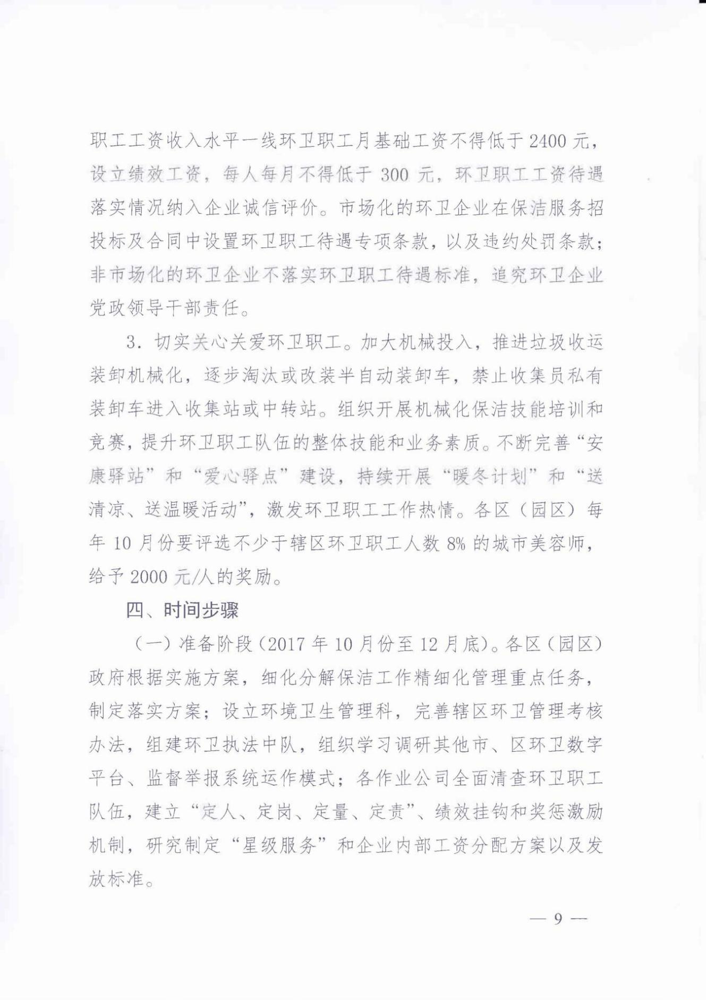 职工工资收入水平一线环卫职工月基础工资不得低于 2400 元，
设立绩效工资，每人每月不得低于 300 元，环卫职工工资待遇
落实情况纳入企业诚信评价。市场化的环卫企业在保洁服务招
投标及合同中设置环卫职工待遇专项条款，以及违约处罚条款；
非市场化的环卫企业不落实环卫职工待遇标准，追究环卫企业
党政领导干部责任。
3. 切实关心关爱环卫职工。加大机械投入，推进垃圾收运
装卸机械化，逐步淘汰或改装半自动装卸车，禁止收集员私有
装卸车进入收集站或中转站。组织开展机械化保洁技能培训和
竞赛，提升环卫职工队伍的整体技能和业务素质。不断完善“安
康驿站”和“爱心驿点”建设，持续开展“暖冬计划”和“送
清凉、送温暖活动”，激发环卫职工工作热情。各区（园区）每
年 10 月份要评选不少于辖区环卫职工人数 8% 的城市美容师，
给予 2000 元/人的奖励。
四、时间步骤
（一）准备阶段（2017 年 10 月份至 12 月底）。各区（园区）
政府根据实施方案，细化分解保洁工作精细化管理重点任务，
制定落实方案；设立环境卫生管理科，完善辖区环卫管理考核
办法，组建环卫执法中队，组织学习调研其他市、区环卫数字
平台、监督举报系统运作模式；各作业公司全面清查环卫职工
队伍，建立“定人、定岗、定量、定责”、绩效挂钩和奖惩激励
机制，研究制定“星级服务”和企业内部工资分配方案以及发
放标准。
— 9 —